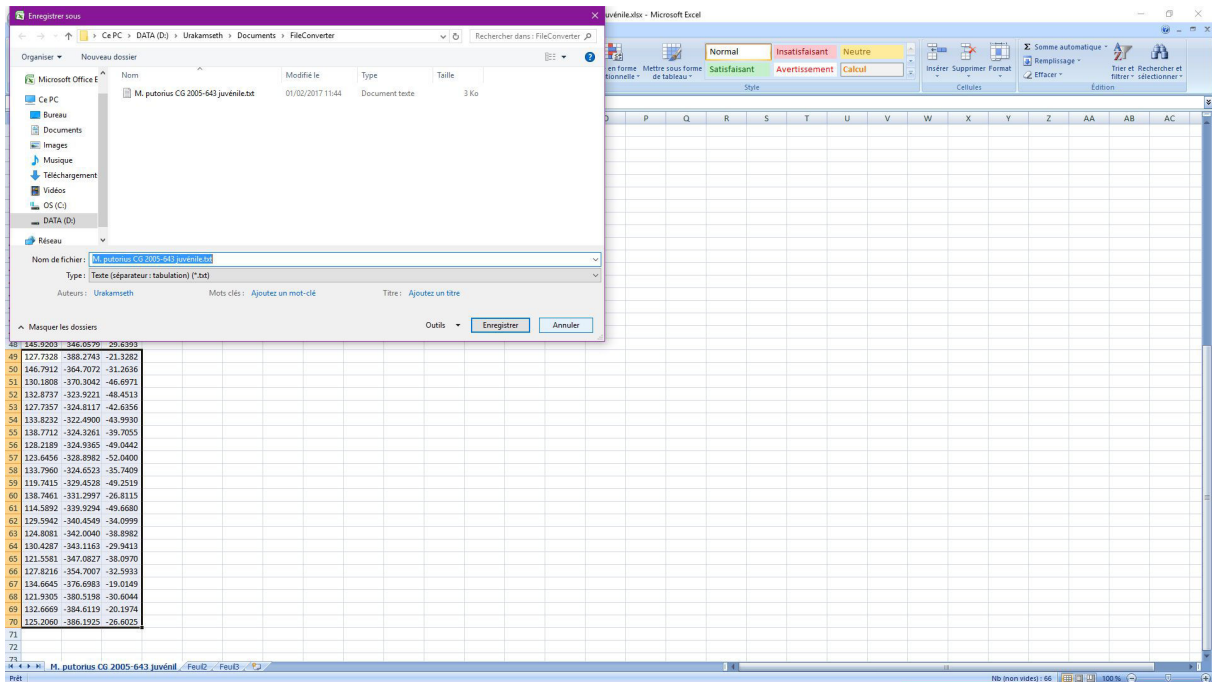 Enregistrer sous
uvénile.xlsx - Microsoft Excel
Ce PC > DATA (D:) > Urakamseth > Documents > FileConverter
Rechercher dans : FileConverter
Organiser
Nouveau dossier
Microsoft Office E
Ce PC
Bureau
Documents
Images
Musique
Téléchargement
Vidéos
OS (C:)
DATA (D:)
Réseau
Nom Modifié le Type Taille
M. putorius CG 2005-643 juvénile.txt 01/02/2017 11:44 Document texte 3 Ko
Nom de fichier : M. putorius CG 2005-643 juvénile.txt
Type : Texte (séparateur : tabulation) (*.txt)
Auteurs : Urakamseth Mots clés : Ajoutez un mot-clé Titre : Ajoutez un titre
Masquer les dossiers Outils Enregistrer Annuler
en forme Mettre sous forme
tionnelle de tableau
Normal Insatisfaisant Neutre
Satisfaisant Avertissement Calcul
Style
Insérer Supprimer Format
Cellules
Somme automatique
Remplissage
Effacer
Trier et Rechercher et
filtrer sélectionner
Édition
P Q R S T U V W X Y Z AA AB AC
48 145.9203 346.0579 29.6393
49 127.7328 -388.2743 -21.3282
50 146.7912 -364.7072 -31.2636
51 130.1808 -370.3042 -46.6971
52 132.8737 -323.9221 -48.4513
53 127.7357 -324.8117 -42.6356
54 133.8232 -322.4900 -43.9930
55 138.7712 -324.3261 -39.7055
56 128.2189 -324.9365 -49.0442
57 123.6456 -328.8982 -52.0400
58 133.7960 -324.6523 -35.7409
59 119.7415 -329.4528 -49.2519
60 138.7461 -331.2997 -26.8115
61 114.5892 -339.9294 -49.6680
62 129.5942 -340.4549 -34.0999
63 124.8081 -342.0040 -38.8982
64 130.4287 -343.1163 -29.9413
65 121.5581 -347.0827 -38.0970
66 127.8216 -354.7007 -32.5933
67 134.6645 -376.6983 -19.0149
68 121.9305 -380.5198 -30.6044
69 132.6669 -384.6119 -20.1974
70 125.2060 -386.1925 -26.6025
71
72
73
M. putorius CG 2005-643 juvénil Feuil2 Feuil3
Prêt Nb (non vides) : 66 100 %